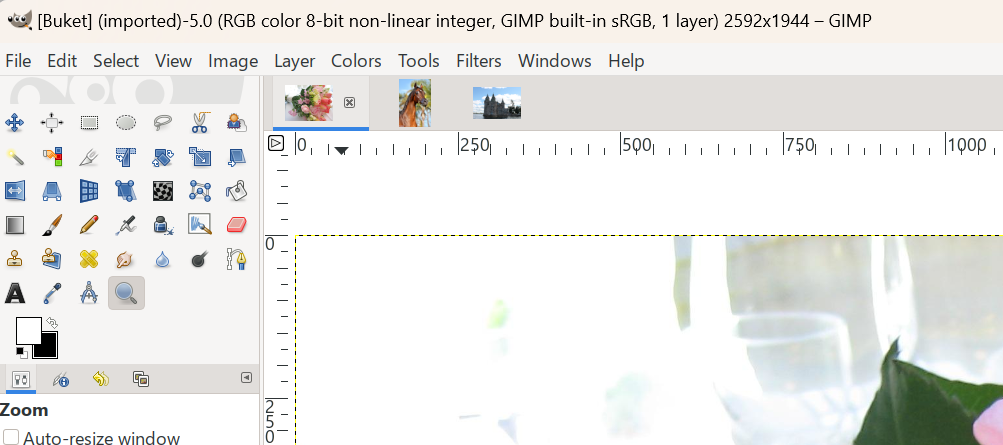 [Buket] (imported)-5.0 (RGB color 8-bit non-linear integer, GIMP built-in sRGB, 1 layer) 2592x1944 – GIMP
File Edit Select View Image Layer Colors Tools Filters Windows Help
0 250 500 750 1000
0
250
Zoom
Auto-resize window